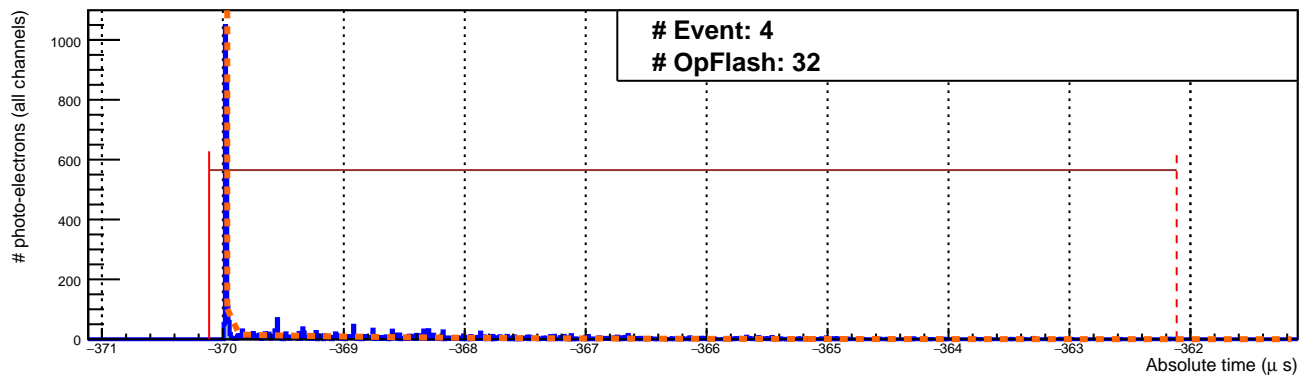 # Event: 4
# OpFlash: 32
# photo-electrons (all channels)
1000
800
600
400
200
0
−371 −370 −369 −368 −367 −366 −365 −364 −363 −362
Absolute time (μ s)